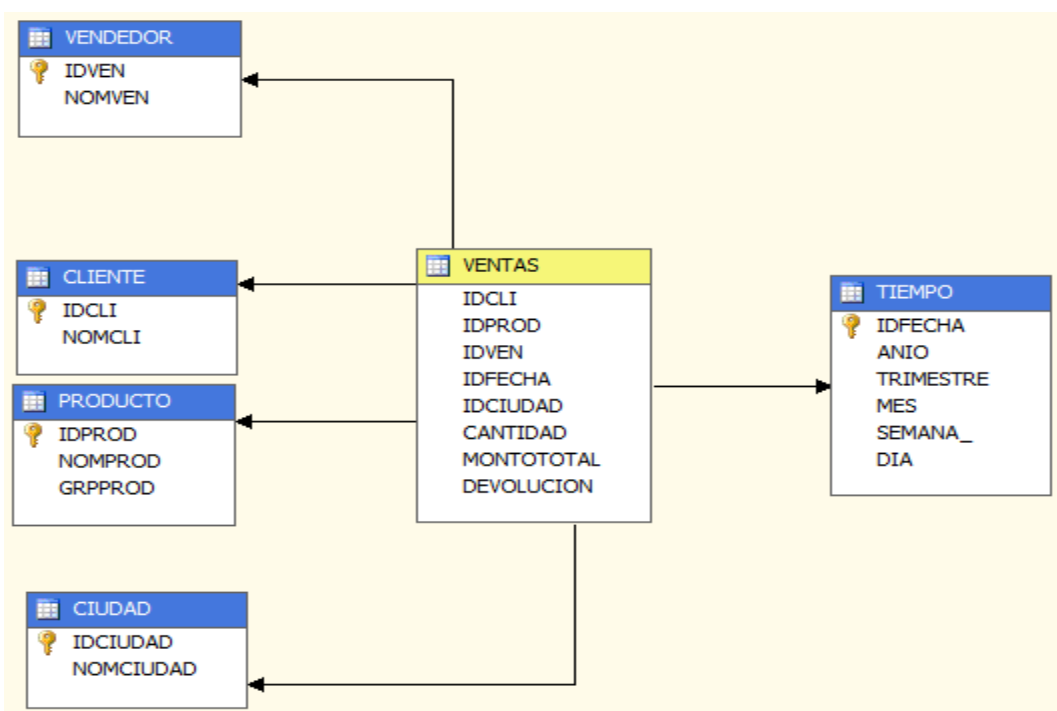 VENDEDOR
IDVEN
NOMVEN
CLIENTE
IDCLI
NOMCLI
PRODUCTO
IDPROD
NOMPROD
GRPPROD
CIUDAD
IDCIUDAD
NOMCIUDAD
VENTAS
IDCLI
IDPROD
IDVEN
IDFECHA
IDCIUDAD
CANTIDAD
MONTOTOTAL
DEVOLUCION
TIEMPO
IDFECHA
ANIO
TRIMESTRE
MES
SEMANA_
DIA